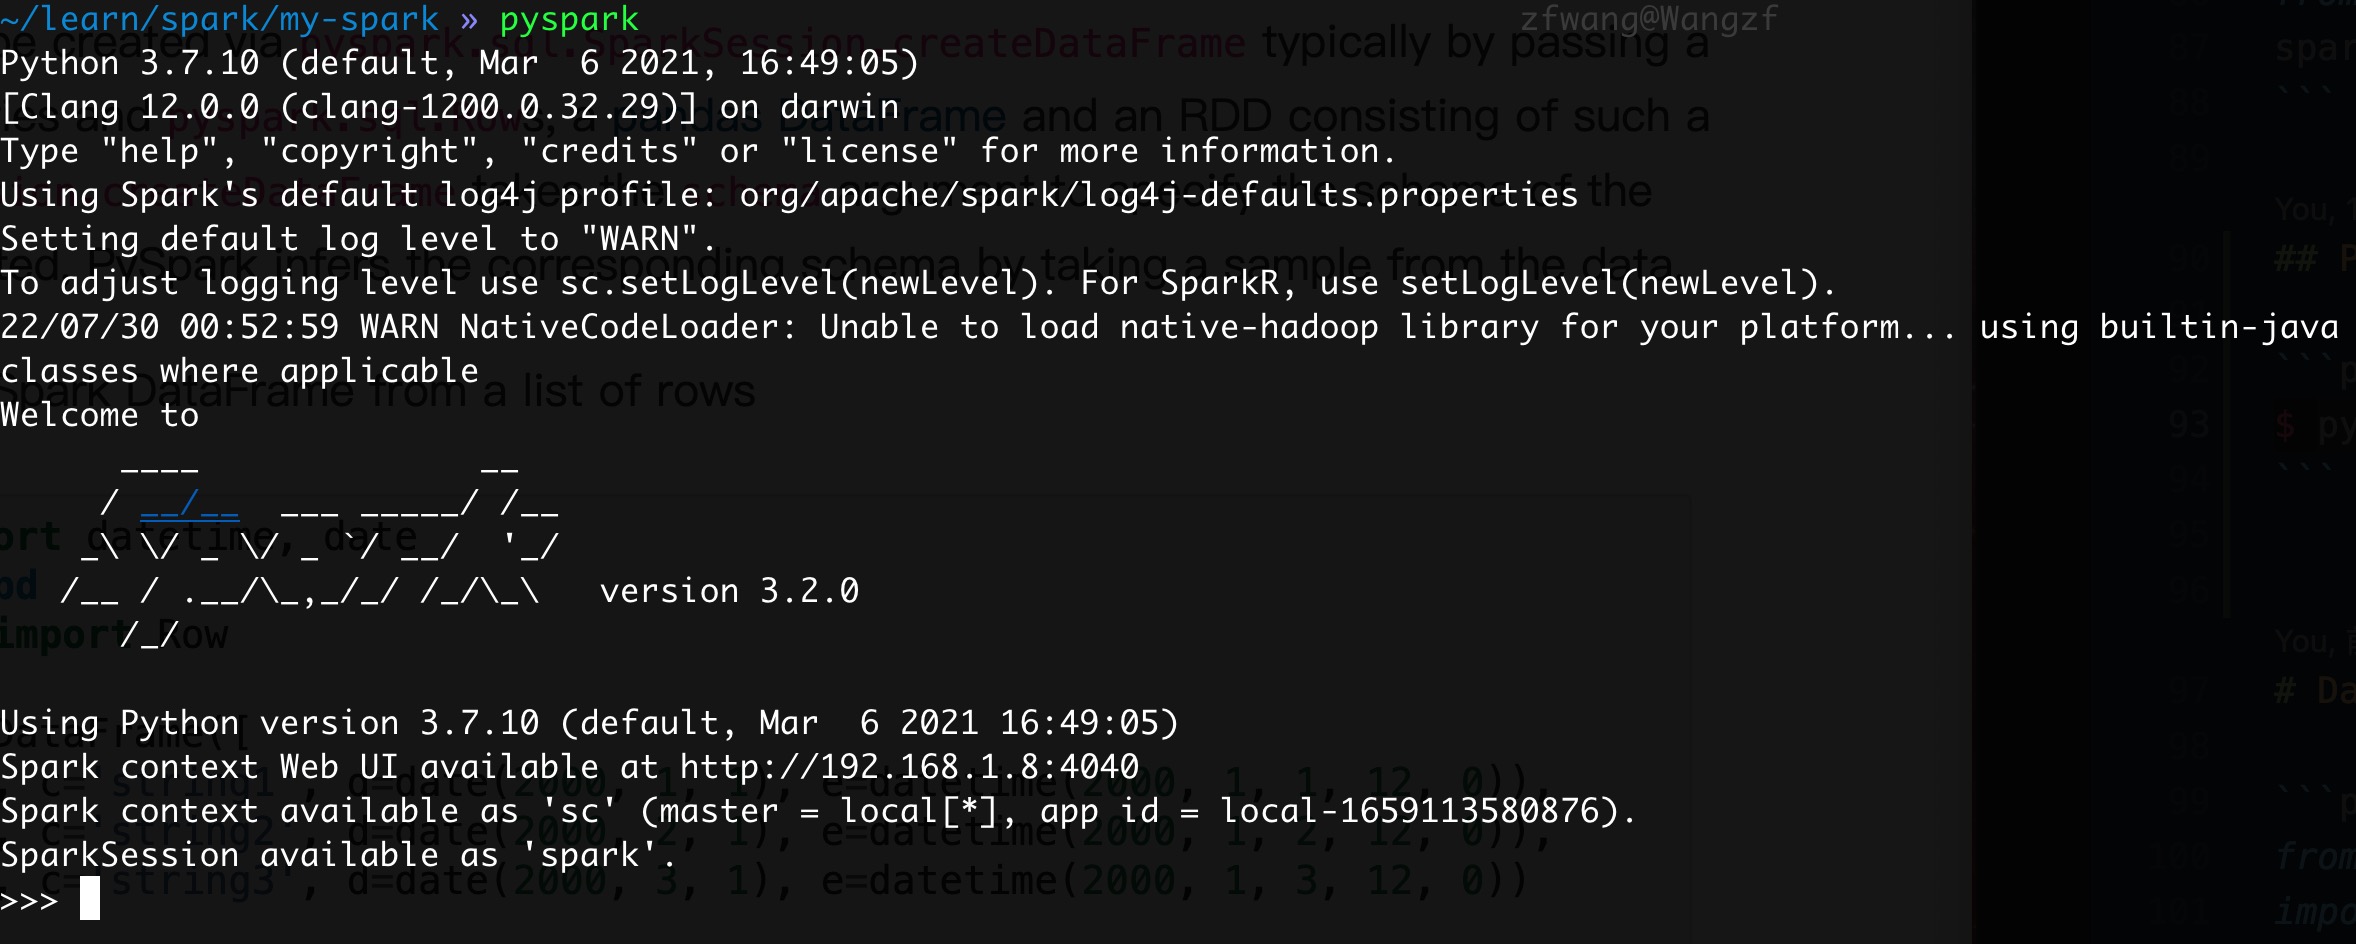 ~/learn/spark/my-spark » pyspark zfwang@Wangzf
Python 3.7.10 (default, Mar  6 2021, 16:49:05)
[Clang 12.0.0 (clang-1200.0.32.29)] on darwin
Type "help", "copyright", "credits" or "license" for more information.
Using Spark's default log4j profile: org/apache/spark/log4j-defaults.properties
Setting default log level to "WARN".
To adjust logging level use sc.setLogLevel(newLevel). For SparkR, use setLogLevel(newLevel).
22/07/30 00:52:59 WARN NativeCodeLoader: Unable to load native-hadoop library for your platform... using builtin-java
classes where applicable
Welcome to
      ____              __
     / __/__  ___ _____/ /__
    _\ \/ _ \/ _ `/ __/  '_/
   /__ / .__/\_,_/_/ /_/\_\   version 3.2.0
      /_/
Using Python version 3.7.10 (default, Mar  6 2021 16:49:05)
Spark context Web UI available at http://192.168.1.8:4040
Spark context available as 'sc' (master = local[*], app id = local-1659113580876).
SparkSession available as 'spark'.
>>>